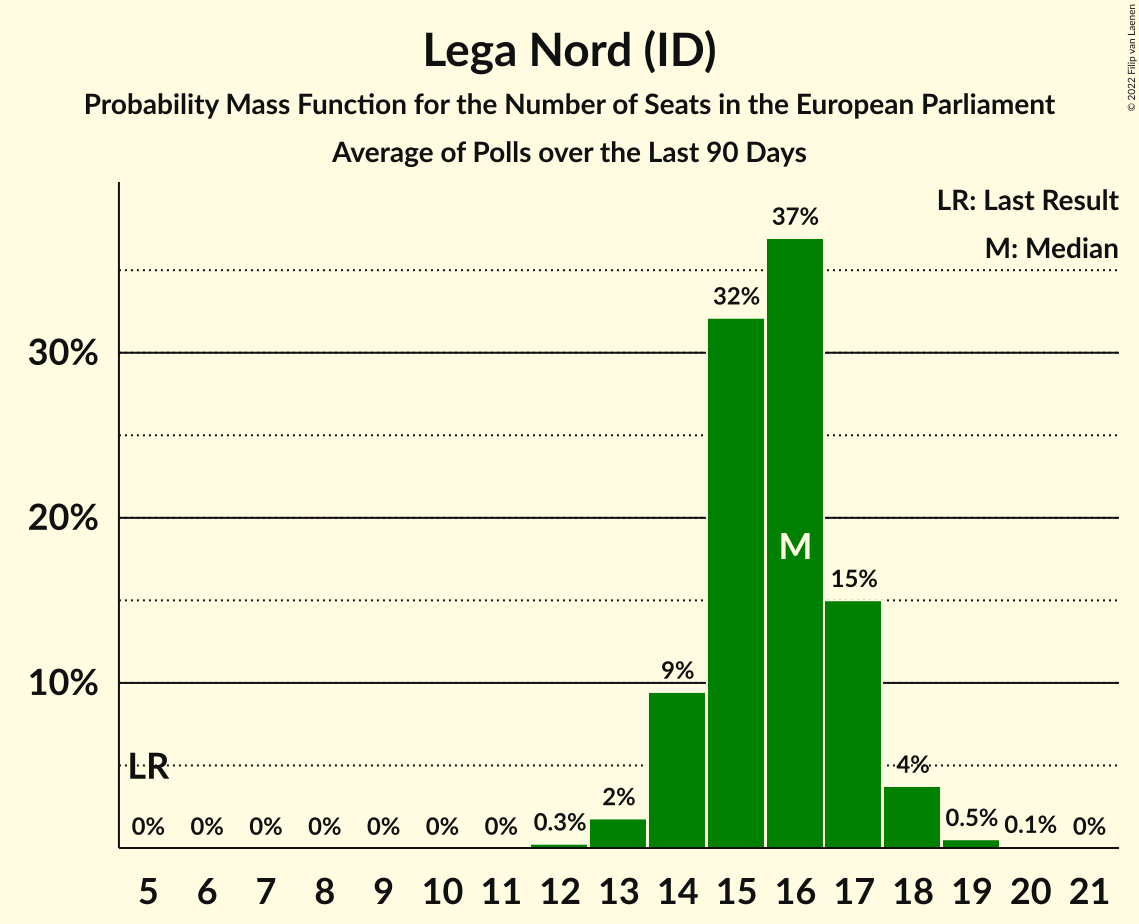 Lega Nord (ID)
Probability Mass Function for the Number of Seats in the European Parliament
Average of Polls over the Last 90 Days
© 2022 Filip van Laenen
LR: Last Result
M: Median
37%
32%
30%
20%
M
15%
10%
9%
LR
4%
2%
0% 0% 0% 0% 0% 0% 0% 0.3% 0.5% 0.1% 0%
5 6 7 8 9 10 11 12 13 14 15 16 17 18 19 20 21